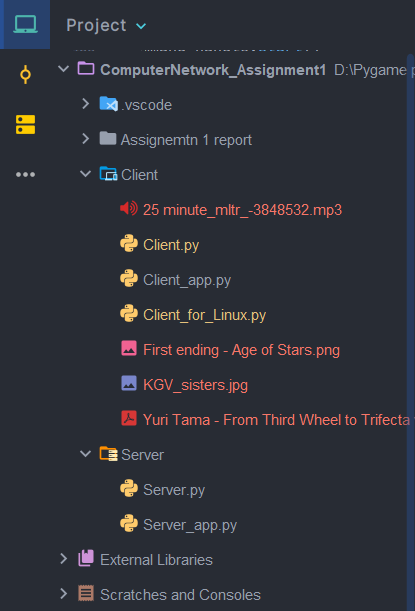 Project
ComputerNetwork_Assignment1 D:\Pygame p
.vscode
Assignemtn 1 report
Client
25 minute_mltr_-3848532.mp3
Client.py
Client_app.py
Client_for_Linux.py
First ending - Age of Stars.png
KGV_sisters.jpg
Yuri Tama - From Third Wheel to Trifecta
Server
Server.py
Server_app.py
External Libraries
Scratches and Consoles